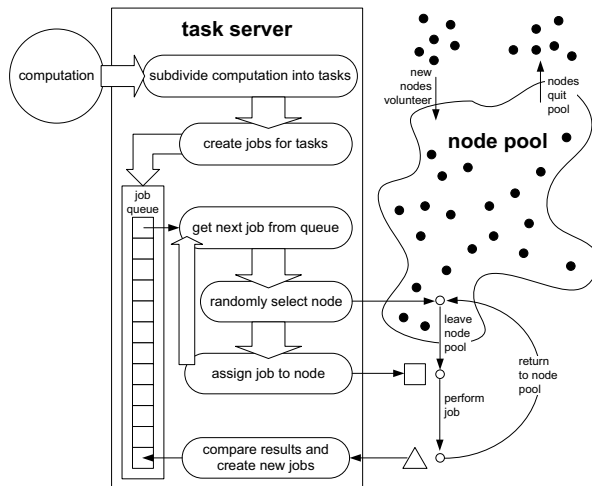 task server
computation
subdivide computation into tasks
create jobs for tasks
job
queue
get next job from queue
randomly select node
assign job to node
compare results and
create new jobs
new
nodes
volunteer
nodes
quit
pool
node pool
leave
node
pool
perform
job
return
to node
pool